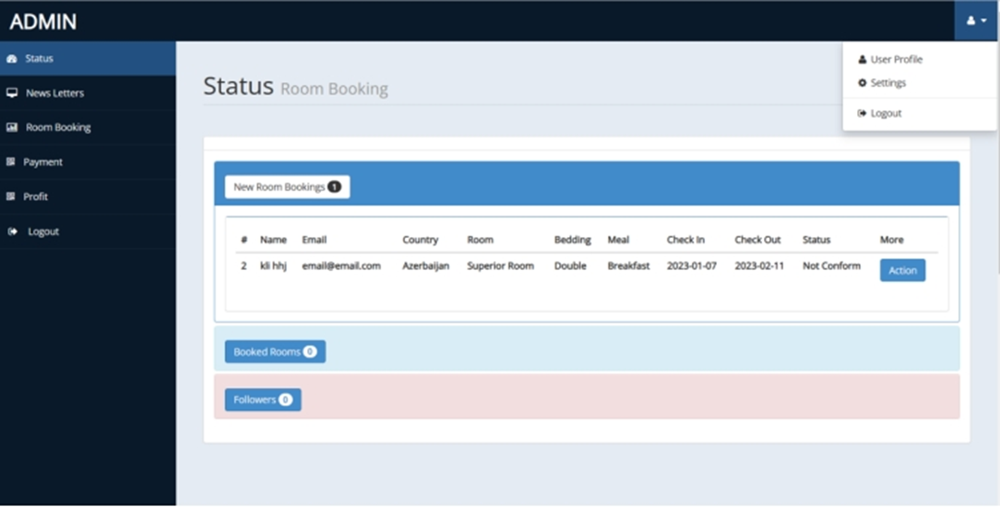 ADMIN
Status
News Letters
Room Booking
Payment
Profit
Logout
User Profile
Settings
Logout
Status Room Booking
New Room Bookings 1
# Name Email Country Room Bedding Meal Check In Check Out Status More
2 kli hhj email@email.com Azerbaijan Superior Room Double Breakfast 2023-01-07 2023-02-11 Not Conform Action
Booked Rooms 0
Followers 0